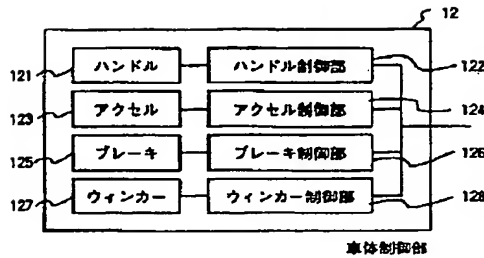 12
121 ハンドル ハンドル制御部 122
123 アクセル アクセル制御部 124
125 ブレーキ ブレーキ制御部 126
127 ウィンカー ウィンカー制御部 128
車体制御部